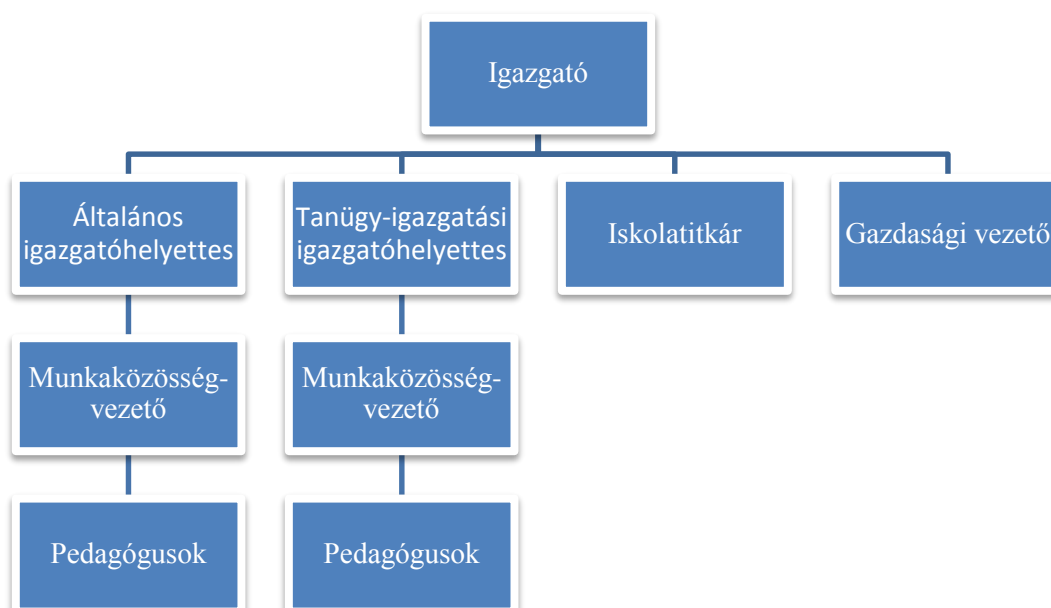 Igazgató
Általános
igazgatóhelyettes
Tanügy-igazgatási
igazgatóhelyettes
Iskolatitkár
Gazdasági vezető
Munkaközösség-
vezető
Munkaközösség-
vezető
Pedagógusok
Pedagógusok